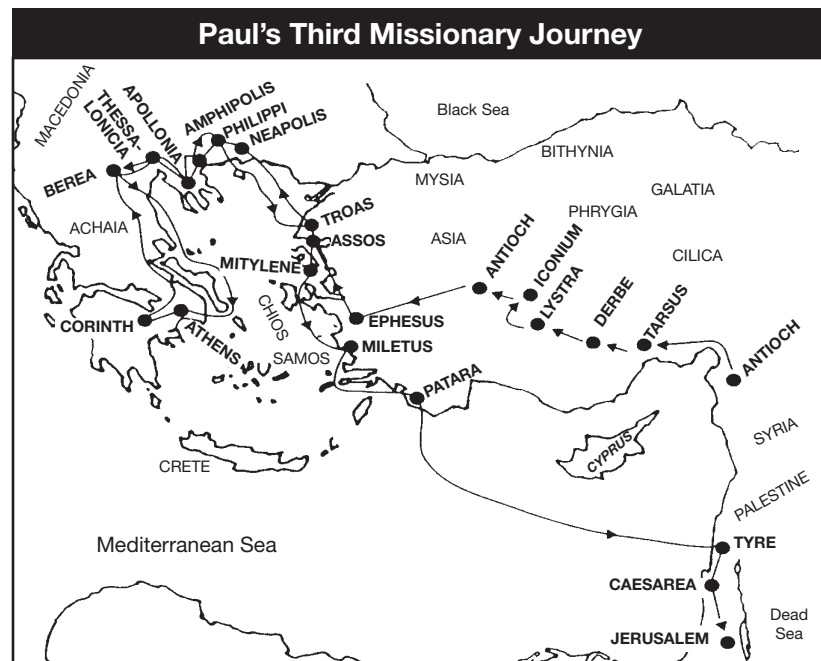 Paul's Third Missionary Journey
MACEDONIA
THESSA-
LONICIA
APOLLONIA
AMPHIPOLIS
PHILIPPI
NEAPOLIS
Black Sea
BITHYNIA
MYSIA
GALATIA
BEREA
PHRYGIA
TROAS
ACHAIA
ASIA
ANTIOCH
ICONIUM
ASSOS
CILICA
MITYLENE
LYSTRA
DERBE
TARSUS
CHIOS
EPHESUS
CORINTH
ATHENS
ANTIOCH
SAMOS
MILETUS
PATARA
SYRIA
CRETE
CYPRUS
PALESTINE
Mediterranean Sea
TYRE
CAESAREA
Dead
Sea
JERUSALEM